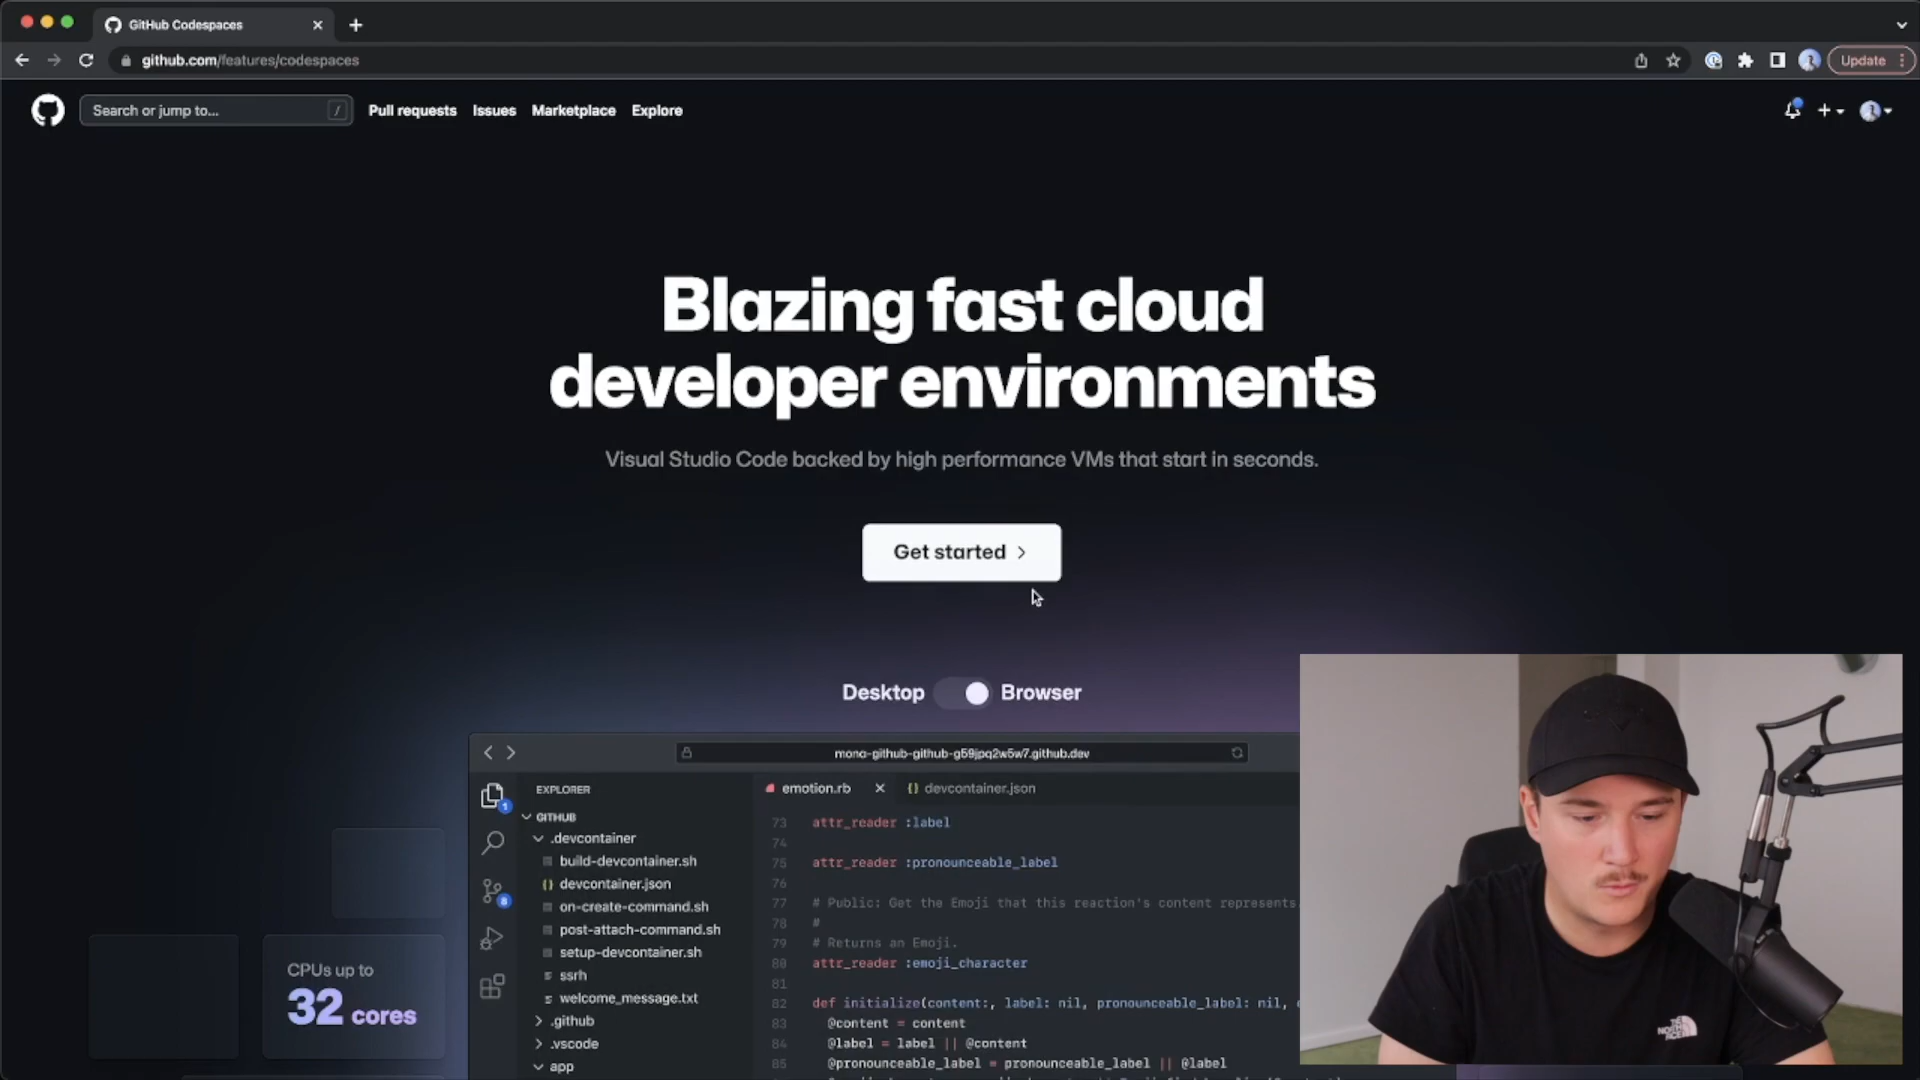 GitHub Codespaces
github.com/features/codespaces
Update
Search or jump to...
/
Pull requests
Issues
Marketplace
Explore
Blazing fast cloud
developer environments
Visual Studio Code backed by high performance VMs that start in seconds.
Get started
Desktop
Browser
mona-github-github-g59jpq2w5w7.github.dev
EXPLORER
GITHUB
.devcontainer
build-devcontainer.sh
devcontainer.json
on-create-command.sh
post-attach-command.sh
setup-devcontainer.sh
ssrh
welcome_message.txt
.github
.vscode
app
1
8
emotion.rb
devcontainer.json
73 attr_reader :label
74
75 attr_reader :pronounceable_label
76
77 # Public: Get the Emoji that this reaction's content represents.
78 #
79 # Returns an Emoji.
80 attr_reader :emoji_character
81
82 def initialize(content:, label: nil, pronounceable_label: nil,
83 @content = content
84 @label = label || @content
85 @pronounceable_label = pronounceable_label || @label
CPUs up to
32 cores
THE
NORTH
FACE